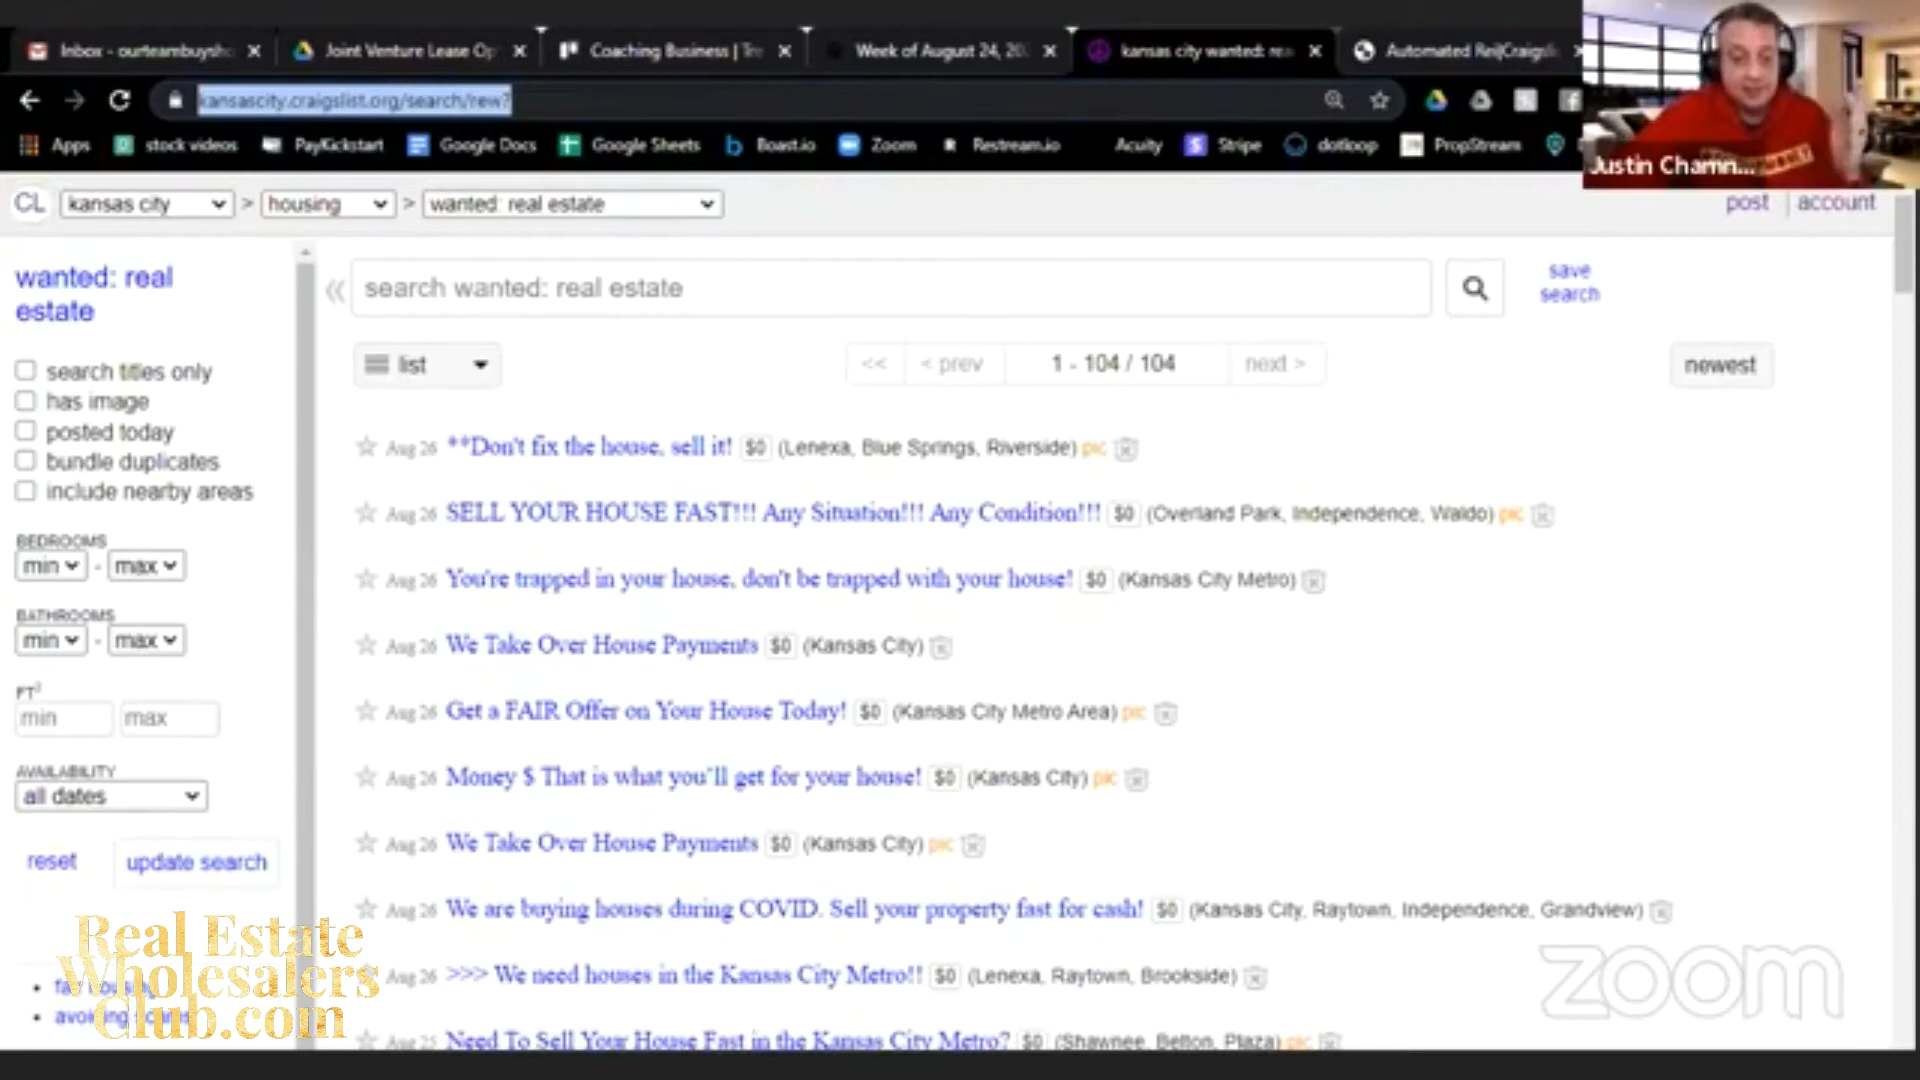 Inbox - ourteambuysho
Joint Venture Lease Op
Coaching Business | Tre
Week of August 24, 202
kansas city wanted: rea
Automated Rei|Craigsli
kansascity.craigslist.org/search/rew?
Apps
stock videos
PayKickstart
Google Docs
Google Sheets
Boast.io
Zoom
Restream.io
Acuity
Stripe
dotloop
PropStream
Justin Chamn...
CL kansas city > housing > wanted: real estate
post | account
wanted: real
estate
search titles only
has image
posted today
bundle duplicates
include nearby areas
BEDROOMS
min - max
BATHROOMS
min - max
FT2
min max
AVAILABILITY
all dates
reset update search
Real Estate
Wholesalers
Club.com
« search wanted: real estate
save
search
list << < prev 1 - 104 / 104 next > newest
Aug 26 **Don't fix the house, sell it! $0 (Lenexa, Blue Springs, Riverside) pic
Aug 26 SELL YOUR HOUSE FAST!!! Any Situation!!! Any Condition!!! $0 (Overland Park, Independence, Waldo) pic
Aug 26 You're trapped in your house, don't be trapped with your house! $0 (Kansas City Metro)
Aug 26 We Take Over House Payments $0 (Kansas City)
Aug 26 Get a FAIR Offer on Your House Today! $0 (Kansas City Metro Area) pic
Aug 26 Money $ That is what you'll get for your house! $0 (Kansas City) pic
Aug 26 We Take Over House Payments $0 (Kansas City) pic
Aug 26 We are buying houses during COVID. Sell your property fast for cash! $0 (Kansas City, Raytown, Independence, Grandview)
Aug 26 >>> We need houses in the Kansas City Metro!! $0 (Lenexa, Raytown, Brookside)
Aug 25 Need To Sell Your House Fast in the Kansas City Metro? $0 (Shawnee, Belton, Plaza) pic
zoom